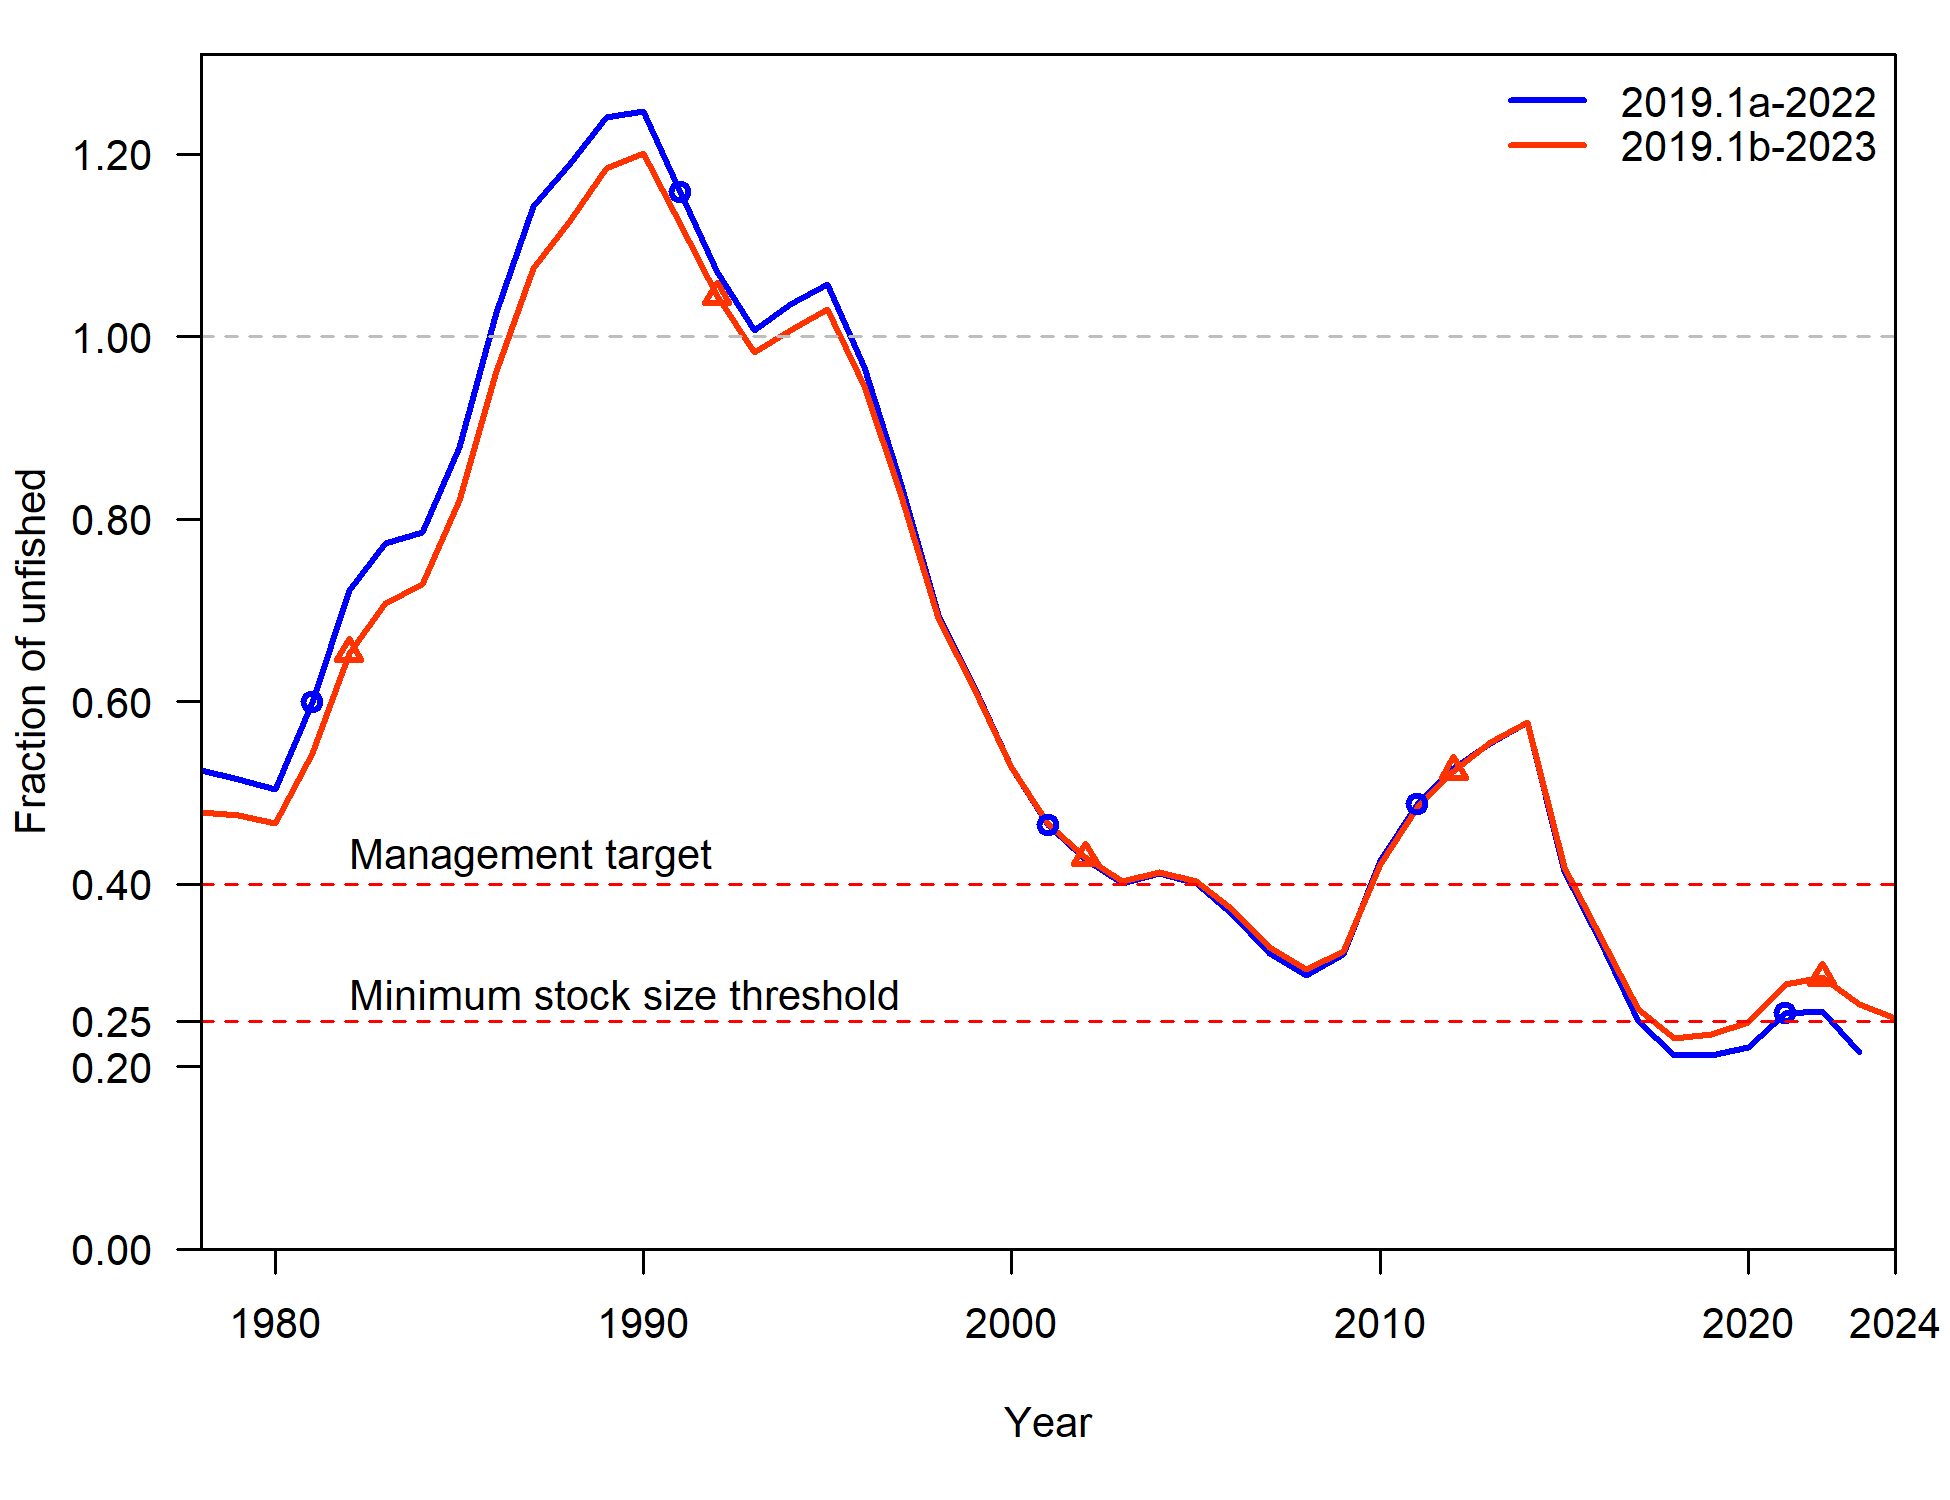 2019.1a-2022
2019.1b-2023
1.20
1.00
0.80
0.60
0.40
0.25
0.20
0.00
Fraction of unfished
Management target
Minimum stock size threshold
1980
1990
2000
2010
2020
2024
Year